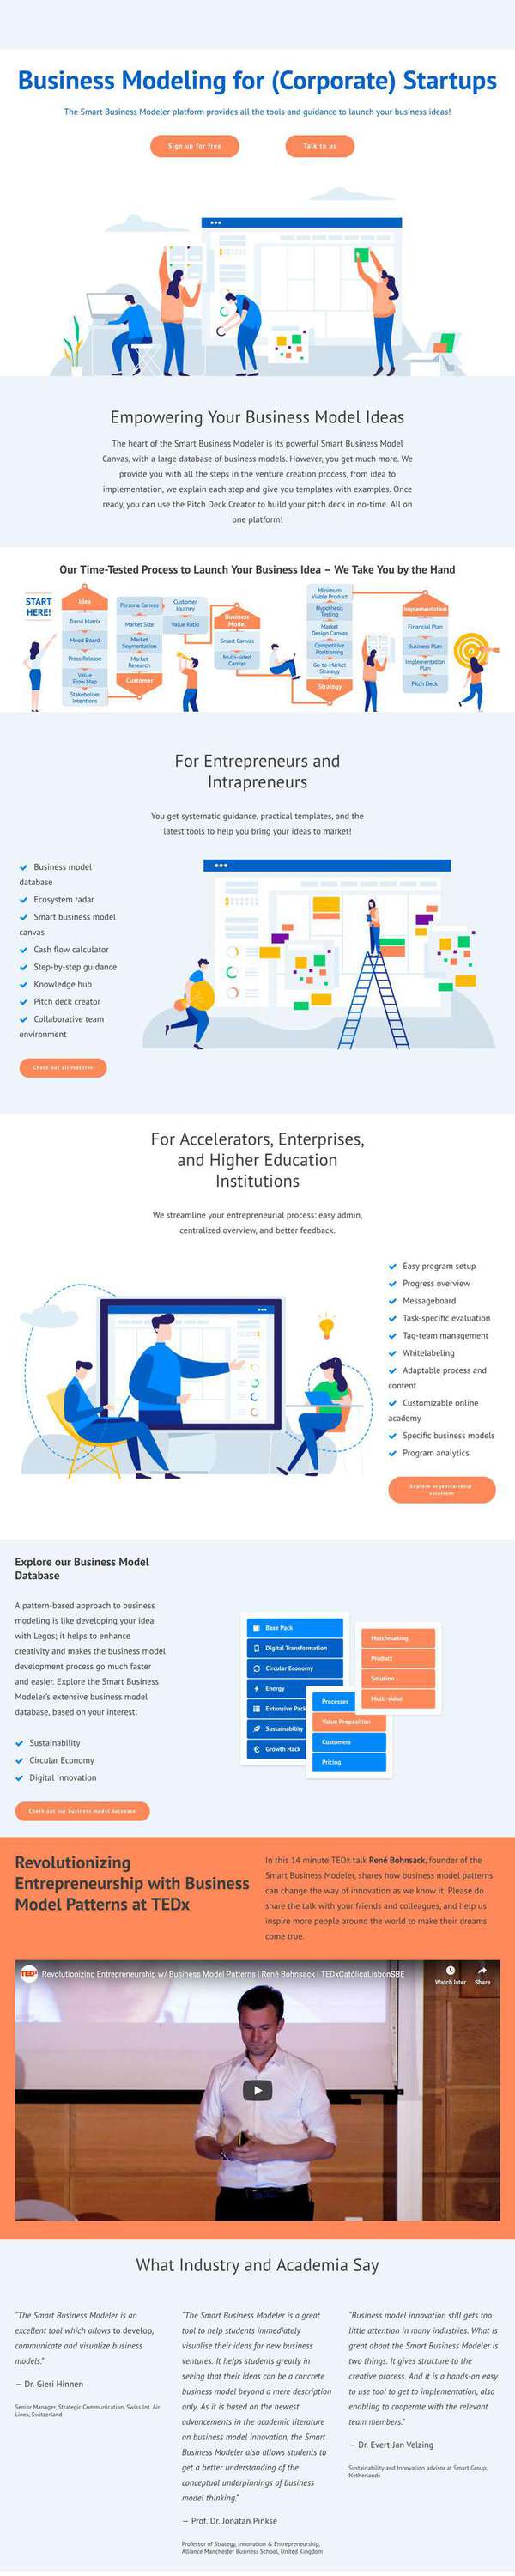 Business Modeling for (Corporate) Startups
The Smart Business Modeler platform provides all the tools and guidance to launch your business ideas!
Sign up for free
Talk to us
Empowering Your Business Model Ideas
The heart of the Smart Business Modeler is its powerful Smart Business Model
Canvas, with a large database of business models. However, you get much more. We
provide you with all the steps in the venture creation process, from idea to
implementation, we explain each step and give you templates with examples. Once
ready, you can use the Pitch Deck Creator to build your pitch deck in no-time. All on
one platform!
Our Time-Tested Process to Launch Your Business Idea – We Take You by the Hand
START
HERE!
Idea
Trend Matrix
Mood Board
Press Release
Value
Flow Map
Stakeholder
Intentions
Persona Canvas
Market Size
Market
Segmentation
Market
Research
Customer
Customer
Journey
Value Ratio
Business
Model
Smart Canvas
Multi-sided
Canvas
Minimum
Viable Product
Hypothesis
Testing
Market
Design Canvas
Competitive
Positioning
Go-to-Market
Strategy
Strategy
Implementation
Financial Plan
Business Plan
Implementation
Plan
Pitch Deck
For Entrepreneurs and
Intrapreneurs
You get systematic guidance, practical templates, and the
latest tools to help you bring your ideas to market!
Business model
database
Ecosystem radar
Smart business model
canvas
Cash flow calculator
Step-by-step guidance
Knowledge hub
Pitch deck creator
Collaborative team
environment
Check out all features
For Accelerators, Enterprises,
and Higher Education
Institutions
We streamline your entrepreneurial process: easy admin,
centralized overview, and better feedback.
Easy program setup
Progress overview
Messageboard
Task-specific evaluation
Tag-team management
Whitelabeling
Adaptable process and
content
Customizable online
academy
Specific business models
Program analytics
Explore organizational
solutions
Explore our Business Model
Database
A pattern-based approach to business
modeling is like developing your idea
with Legos; it helps to enhance
creativity and makes the business model
development process go much faster
and easier. Explore the Smart Business
Modeler's extensive business model
database, based on your interest:
Sustainability
Circular Economy
Digital Innovation
Check out our business model database
Base Pack
Digital Transformation
Circular Economy
Energy
Extensive Pack
Sustainability
Growth Hack
Processes
Value Proposition
Customers
Pricing
Matchmaking
Product
Solution
Multi-sided
Revolutionizing
Entrepreneurship with Business
Model Patterns at TEDx
In this 14 minute TEDx talk René Bohnsack, founder of the
Smart Business Modeler, shares how business model patterns
can change the way of innovation as we know it. Please do
share the talk with your friends and colleagues, and help us
inspire more people around the world to make their dreams
come true.
TEDx
Revolutionizing Entrepreneurship w/ Business Model Patterns | René Bohnsack | TEDxCatólicaLisbonSBE
Watch later
Share
What Industry and Academia Say
"The Smart Business Modeler is an
excellent tool which allows to develop,
communicate and visualize business
models."
— Dr. Gieri Hinnen
Senior Manager, Strategic Communication, Swiss Int. Air
Lines, Switzerland
"The Smart Business Modeler is a great
tool to help students immediately
visualise their ideas for new business
ventures. It helps students greatly in
seeing that their ideas can be a concrete
business model beyond a mere description
only. As it is based on the newest
advancements in the academic literature
on business model innovation, the Smart
Business Modeler also allows students to
get a better understanding of the
conceptual underpinnings of business
model thinking."
— Prof. Dr. Jonatan Pinkse
Professor of Strategy, Innovation & Entrepreneurship,
Alliance Manchester Business School, United Kingdom
"Business model innovation still gets too
little attention in many industries. What is
great about the Smart Business Modeler is
two things. It gives structure to the
creative process. And it is a hands-on easy
to use tool to get to implementation, also
enabling to cooperate with the relevant
team members."
— Dr. Evert-Jan Velzing
Sustainability and Innovation advisor at Smart Group,
Netherlands